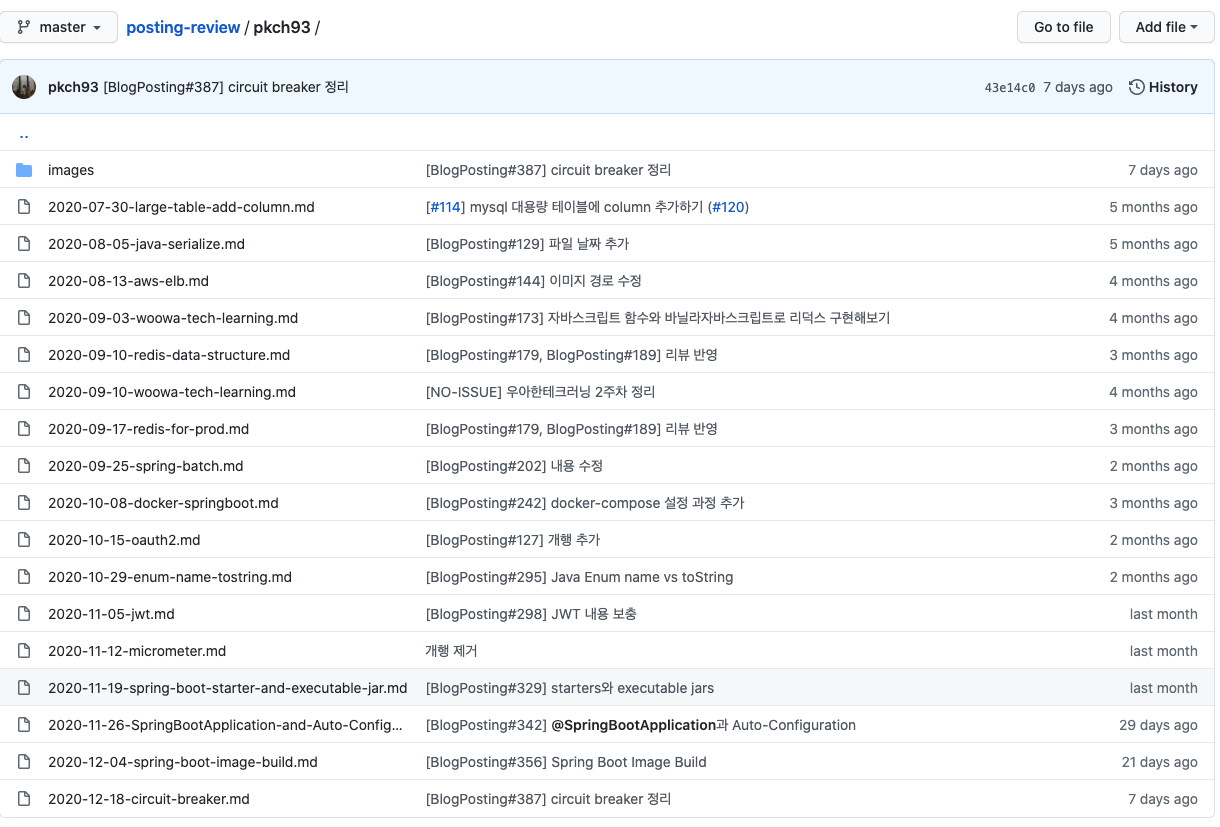 master posting-review / pkch93 / Go to file Add file
pkch93 [BlogPosting#387] circuit breaker 정리 43e14c0 7 days ago History
..
images [BlogPosting#387] circuit breaker 정리 7 days ago
2020-07-30-large-table-add-column.md [#114] mysql 대용량 테이블에 column 추가하기 (#120) 5 months ago
2020-08-05-java-serialize.md [BlogPosting#129] 파일 날짜 추가 5 months ago
2020-08-13-aws-elb.md [BlogPosting#144] 이미지 경로 수정 4 months ago
2020-09-03-woowa-tech-learning.md [BlogPosting#173] 자바스크립트 함수와 바닐라자바스크립트로 리덕스 구현해보기 4 months ago
2020-09-10-redis-data-structure.md [BlogPosting#179, BlogPosting#189] 리뷰 반영 3 months ago
2020-09-10-woowa-tech-learning.md [NO-ISSUE] 우아한테크러닝 2주차 정리 4 months ago
2020-09-17-redis-for-prod.md [BlogPosting#179, BlogPosting#189] 리뷰 반영 3 months ago
2020-09-25-spring-batch.md [BlogPosting#202] 내용 수정 2 months ago
2020-10-08-docker-springboot.md [BlogPosting#242] docker-compose 설정 과정 추가 3 months ago
2020-10-15-oauth2.md [BlogPosting#127] 개행 추가 2 months ago
2020-10-29-enum-name-tostring.md [BlogPosting#295] Java Enum name vs toString 2 months ago
2020-11-05-jwt.md [BlogPosting#298] JWT 내용 보충 last month
2020-11-12-micrometer.md 개행 제거 last month
2020-11-19-spring-boot-starter-and-executable-jar.md [BlogPosting#329] starters와 executable jars last month
2020-11-26-SpringBootApplication-and-Auto-Config... [BlogPosting#342] @SpringBootApplication과 Auto-Configuration 29 days ago
2020-12-04-spring-boot-image-build.md [BlogPosting#356] Spring Boot Image Build 21 days ago
2020-12-18-circuit-breaker.md [BlogPosting#387] circuit breaker 정리 7 days ago